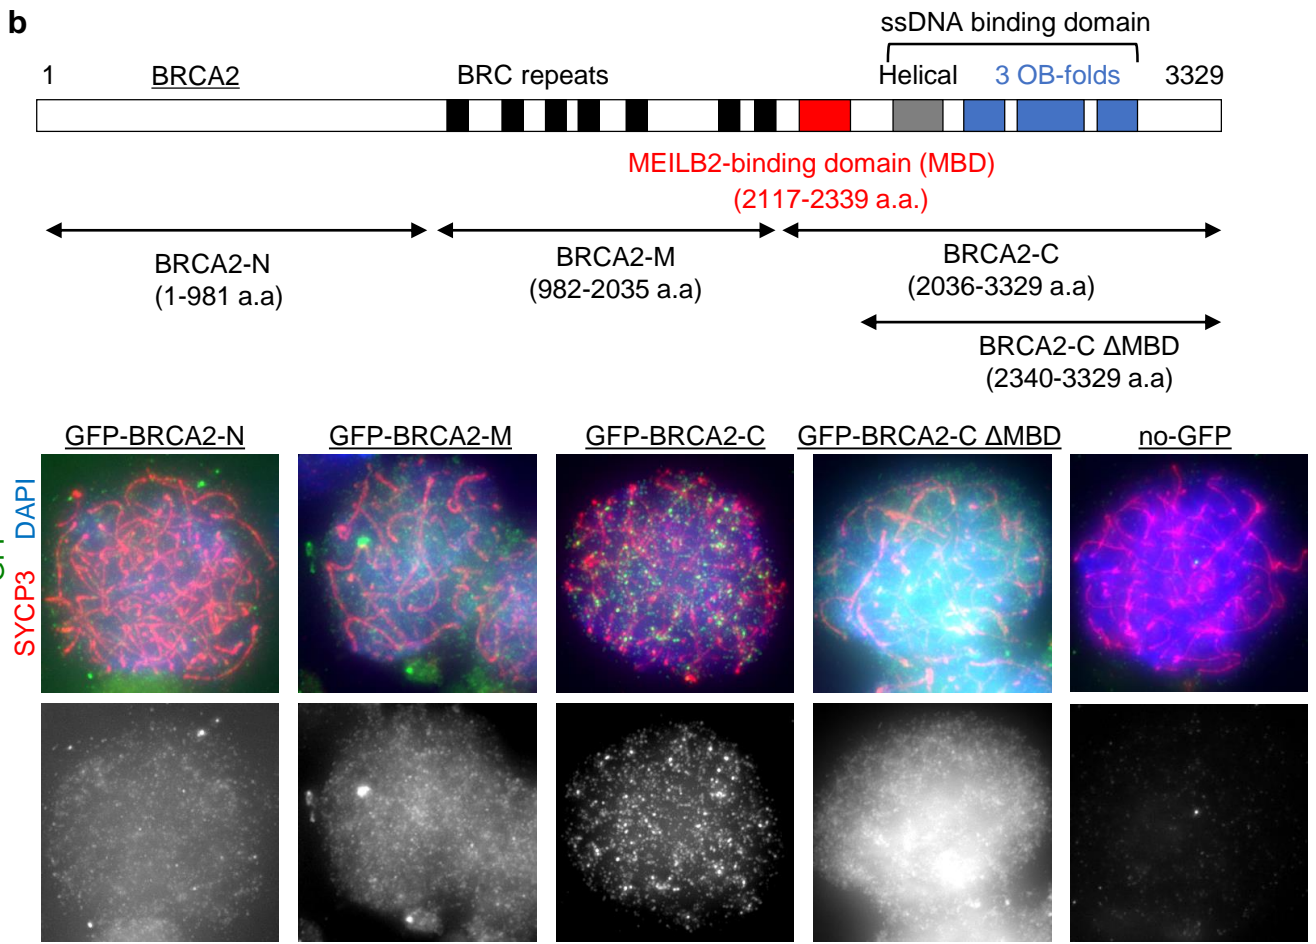 b
ssDNA binding domain
1 BRCA2 BRC repeats Helical 3 OB-folds 3329
MEILB2-binding domain (MBD)
(2117-2339 a.a.)
BRCA2-N
(1-981 a.a)
BRCA2-M
(982-2035 a.a)
BRCA2-C
(2036-3329 a.a)
BRCA2-C ΔMBD
(2340-3329 a.a)
GFP-BRCA2-N GFP-BRCA2-M GFP-BRCA2-C GFP-BRCA2-C ΔMBD no-GFP
SYCP3 DAPI